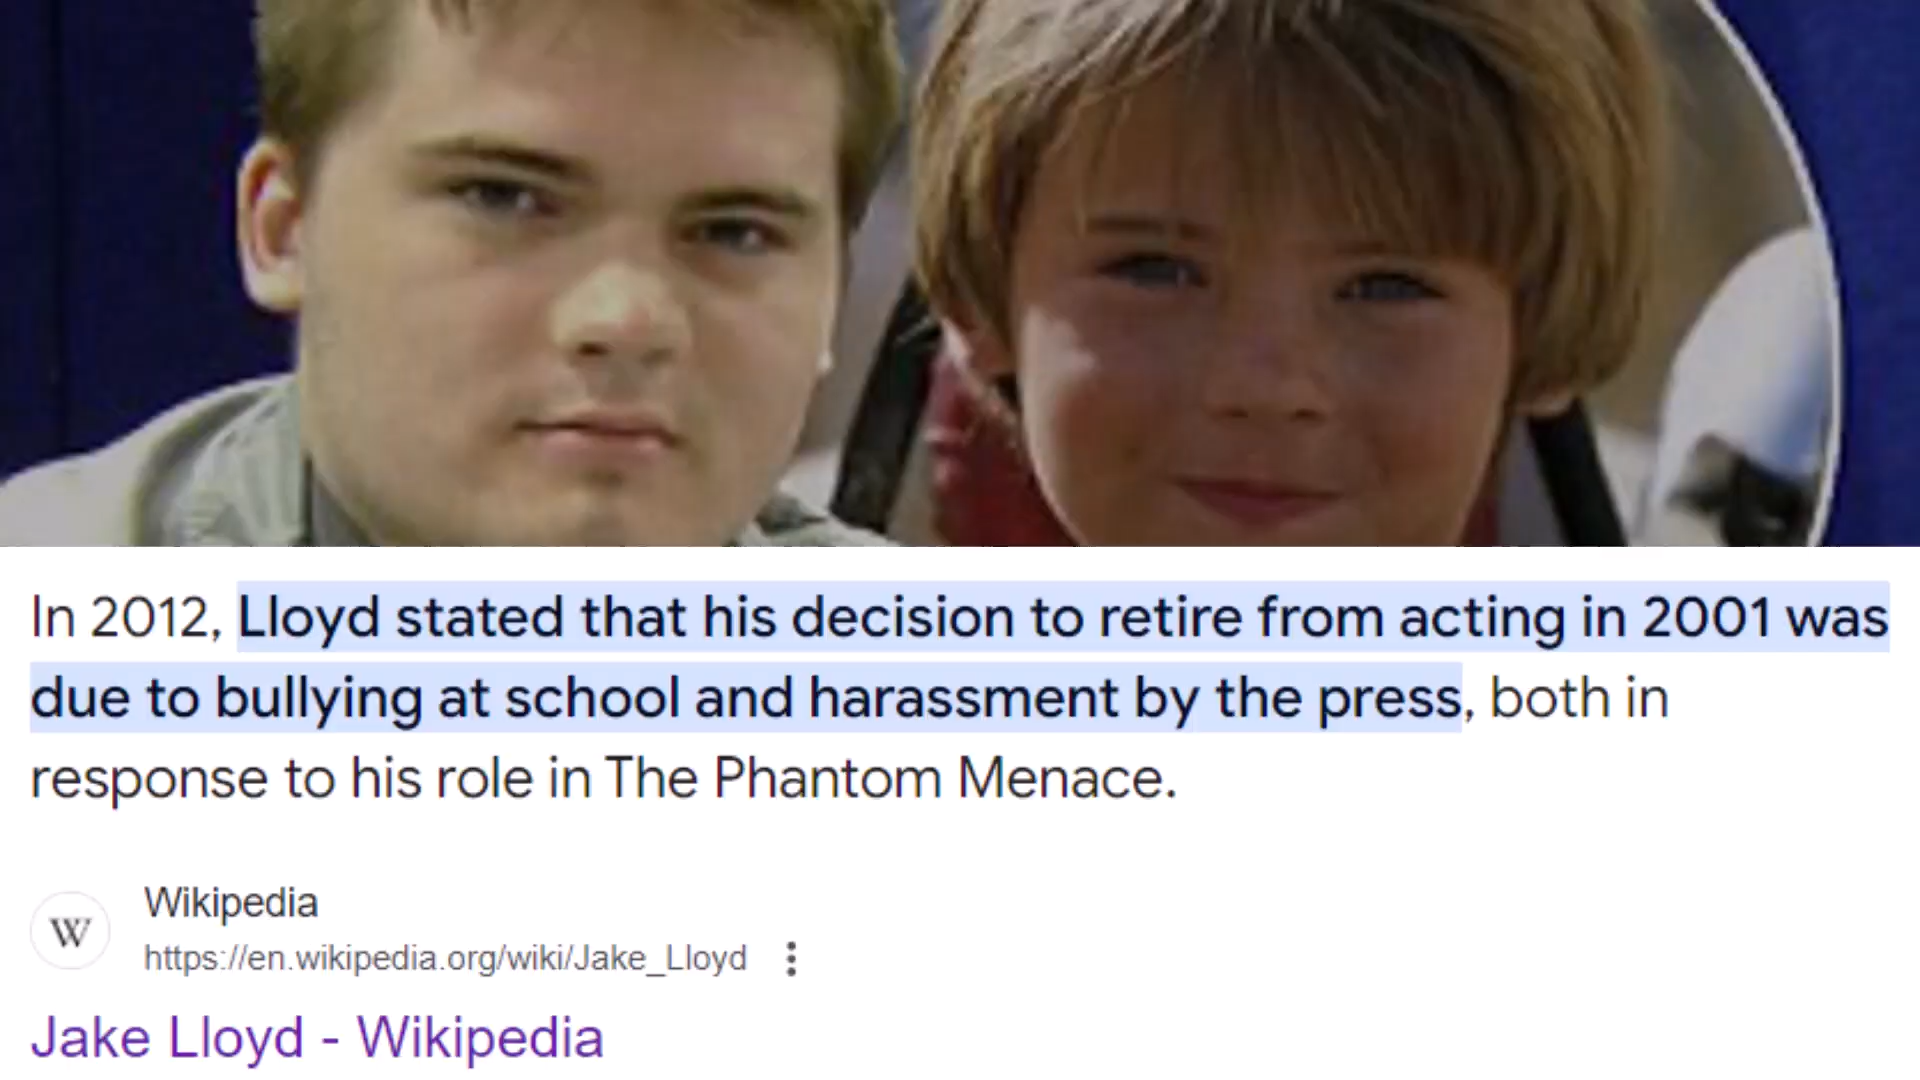 In 2012, Lloyd stated that his decision to retire from acting in 2001 was
due to bullying at school and harassment by the press, both in
response to his role in The Phantom Menace.
W
Wikipedia
https://en.wikipedia.org/wiki/Jake_Lloyd
Jake Lloyd - Wikipedia